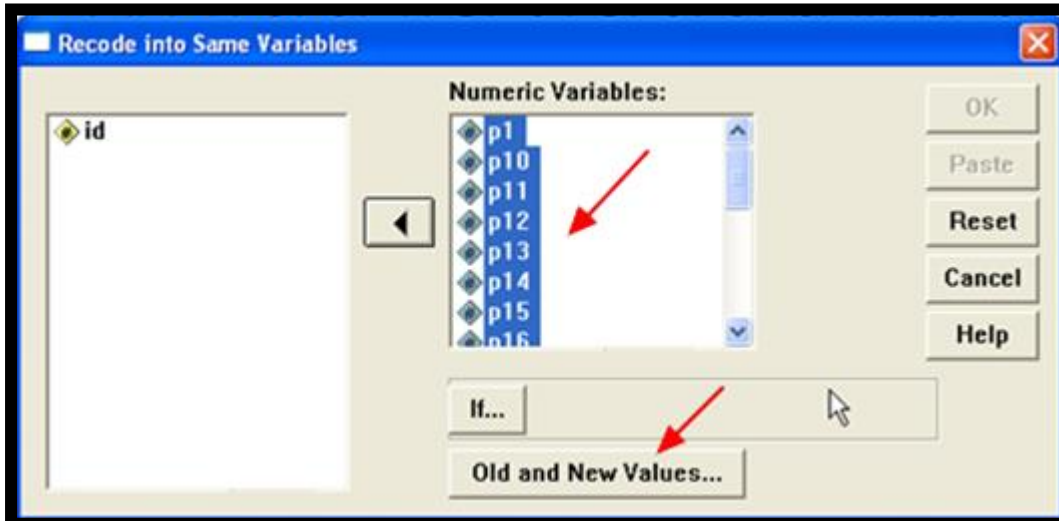 Recode into Same Variables
id
Numeric Variables:
p1
p10
p11
p12
p13
p14
p15
p16
If...
Old and New Values...
OK
Paste
Reset
Cancel
Help